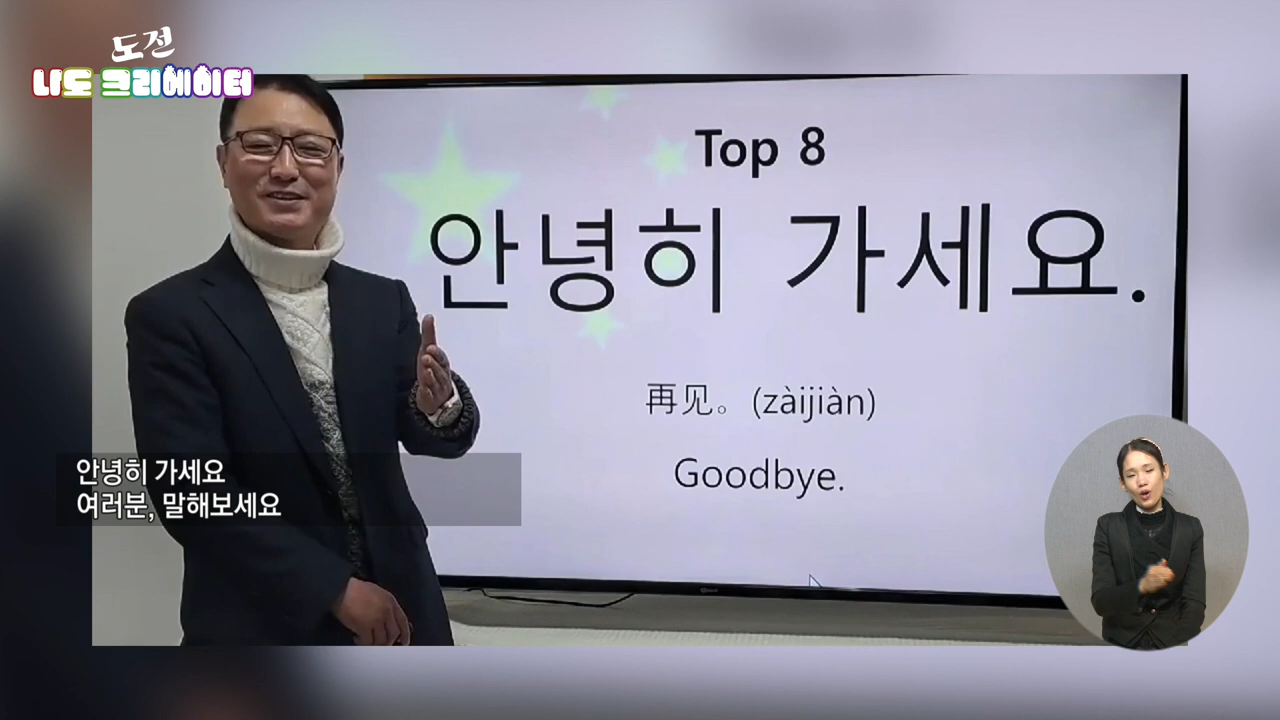 도전
나도 크리에이터
Top 8
안녕히 가세요.
再见。(zàijiàn)
Goodbye.
안녕히 가세요
여러분, 말해보세요